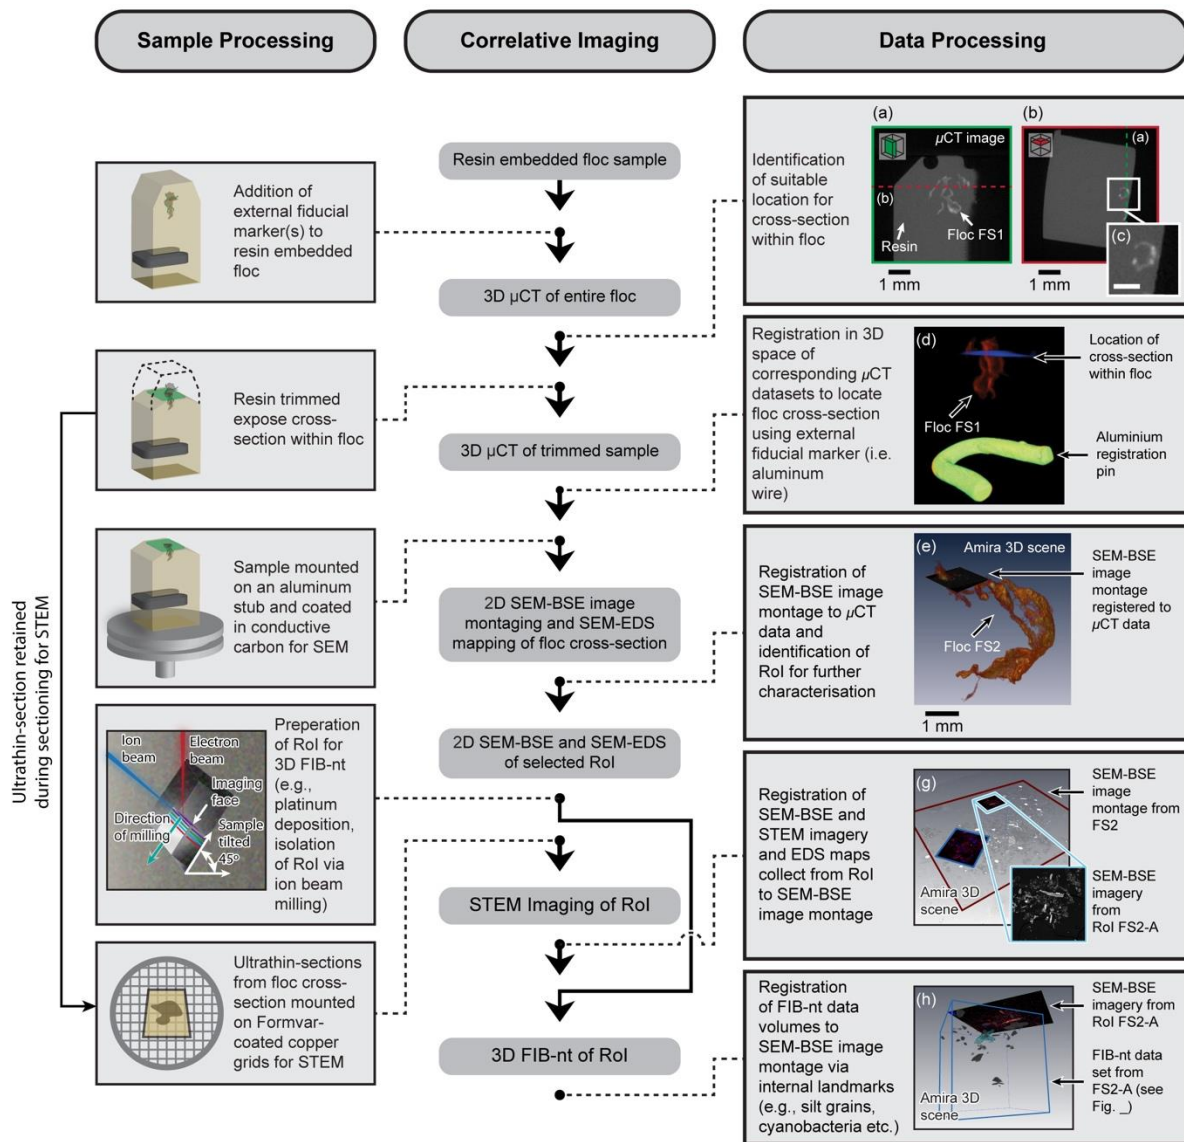 Sample Processing
Correlative Imaging
Data Processing
Addition of
external fiducial
marker(s) to
resin embedded
floc
Resin trimmed
expose cross-
section within floc
Sample mounted
on an aluminum
stub and coated
in conductive
carbon for SEM
Ion
beam
Electron
beam
Imaging
face
Direction
of milling
Sample
tilted
45°
Preperation
of RoI for
3D FIB-nt
(e.g.,
platinum
deposition,
isolation
of RoI via
ion beam
milling)
Ultrathin-sections
from floc cross-
section mounted
on Formvar-
coated copper
grids for STEM
Ultrathin-section retained
during sectioning for STEM
Resin embedded floc sample
3D µCT of entire floc
3D µCT of trimmed sample
2D SEM-BSE image
montaging and SEM-EDS
mapping of floc cross-section
2D SEM-BSE and SEM-EDS
of selected RoI
STEM Imaging of RoI
3D FIB-nt of RoI
Identification
of suitable
location for
cross-section
within floc
(a)
µCT image
(b)
Resin
Floc FS1
1 mm
(b)
(a)
(c)
1 mm
Registration in 3D
space of
corresponding µCT
datasets to locate
floc cross-section
using external
fiducial marker (i.e.
aluminum
wire)
(d)
Floc FS1
Location of
cross-section
within floc
Aluminium
registration
pin
Registration of
SEM-BSE image
montage to µCT
data and
identification of
RoI for further
characterisation
(e)
Amira 3D scene
Floc FS2
1 mm
SEM-BSE
image
montage
registered to
µCT data
Registration of
SEM-BSE and
STEM imagery
and EDS maps
collect from RoI
to SEM-BSE
image montage
(g)
Amira 3D
scene
SEM-BSE
image
montage from
FS2
SEM-BSE
imagery
from
RoI FS2-A
Registration
of FIB-nt data
volumes to
SEM-BSE image
montage via
internal landmarks
(e.g., silt grains,
cyanobacteria etc.)
(h)
Amira 3D
scene
SEM-BSE
imagery from
RoI FS2-A
FIB-nt data
set from
FS2-A (see
Fig. _)